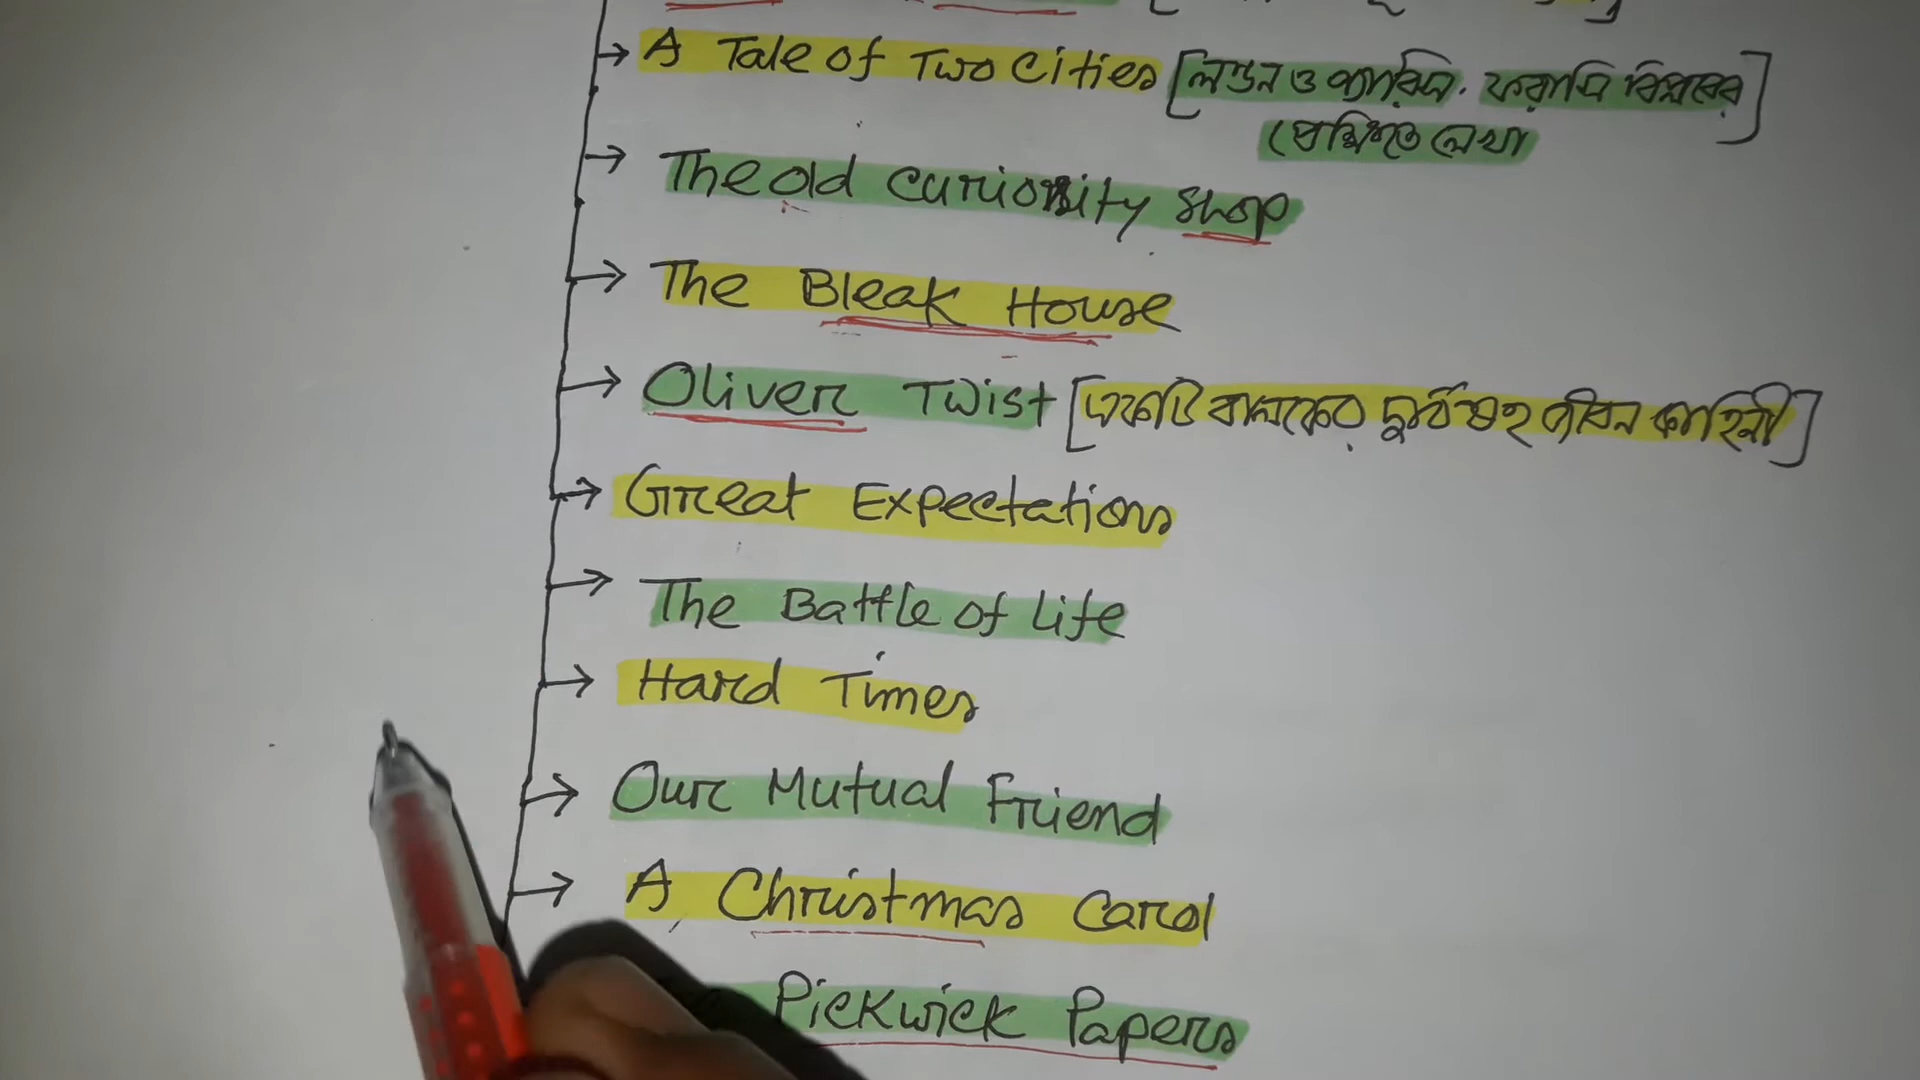 A Tale of Two Cities [লন্ডন ও প্যারিস. ফরাসি বিপ্লবের
প্রেক্ষিতে লেখা]
The old Curiosity Shop
The Bleak House
Oliver Twist [একটি বালকের দুর্বিষহ জীবন কাহিনী]
Great Expectations
The Battle of Life
Hard Times
Our Mutual Friend
A Christmas Carol
Pickwick Papers